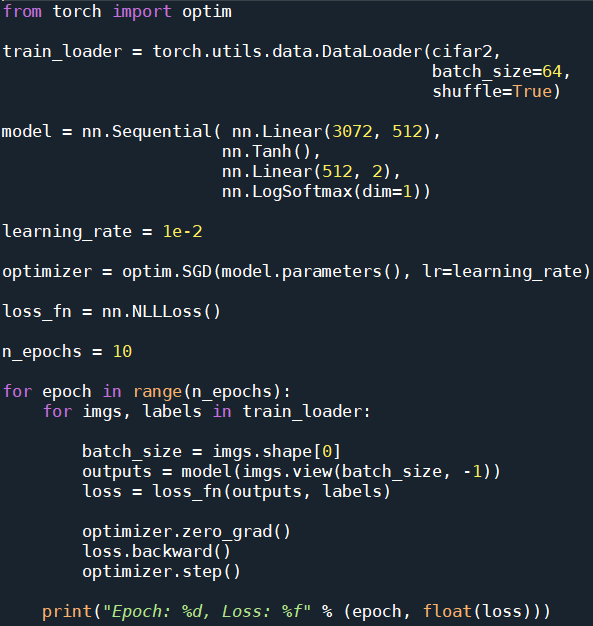 from torch import optim
train_loader = torch.utils.data.DataLoader(cifar2,
                                           batch_size=64,
                                           shuffle=True)
model = nn.Sequential( nn.Linear(3072, 512),
                      nn.Tanh(),
                      nn.Linear(512, 2),
                      nn.LogSoftmax(dim=1))
learning_rate = 1e-2
optimizer = optim.SGD(model.parameters(), lr=learning_rate)
loss_fn = nn.NLLLoss()
n_epochs = 10
for epoch in range(n_epochs):
    for imgs, labels in train_loader:
        batch_size = imgs.shape[0]
        outputs = model(imgs.view(batch_size, -1))
        loss = loss_fn(outputs, labels)
        optimizer.zero_grad()
        loss.backward()
        optimizer.step()
    print("Epoch: %d, Loss: %f" % (epoch, float(loss)))